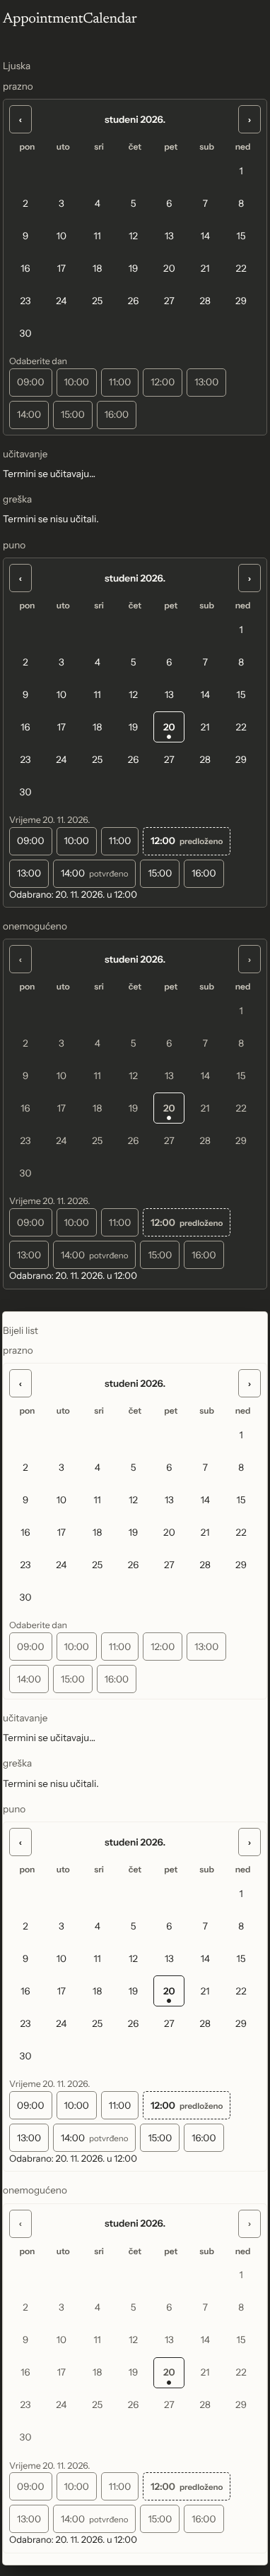 AppointmentCalendar
Ljuska
prazno
‹ studeni 2026. ›
pon uto sri čet pet sub ned
1
2 3 4 5 6 7 8
9 10 11 12 13 14 15
16 17 18 19 20 21 22
23 24 25 26 27 28 29
30
Odaberite dan
09:00 10:00 11:00 12:00 13:00
14:00 15:00 16:00
učitavanje
Termini se učitavaju...
greška
Termini se nisu učitali.
puno
‹ studeni 2026. ›
pon uto sri čet pet sub ned
1
2 3 4 5 6 7 8
9 10 11 12 13 14 15
16 17 18 19 20 21 22
23 24 25 26 27 28 29
30
Vrijeme 20. 11. 2026.
09:00 10:00 11:00 12:00 predloženo
13:00 14:00 potvrđeno 15:00 16:00
Odabrano: 20. 11. 2026. u 12:00
onemogućeno
‹ studeni 2026. ›
pon uto sri čet pet sub ned
1
2 3 4 5 6 7 8
9 10 11 12 13 14 15
16 17 18 19 20 21 22
23 24 25 26 27 28 29
30
Vrijeme 20. 11. 2026.
09:00 10:00 11:00 12:00 predloženo
13:00 14:00 potvrđeno 15:00 16:00
Odabrano: 20. 11. 2026. u 12:00
Bijeli list
prazno
‹ studeni 2026. ›
pon uto sri čet pet sub ned
1
2 3 4 5 6 7 8
9 10 11 12 13 14 15
16 17 18 19 20 21 22
23 24 25 26 27 28 29
30
Odaberite dan
09:00 10:00 11:00 12:00 13:00
14:00 15:00 16:00
učitavanje
Termini se učitavaju...
greška
Termini se nisu učitali.
puno
‹ studeni 2026. ›
pon uto sri čet pet sub ned
1
2 3 4 5 6 7 8
9 10 11 12 13 14 15
16 17 18 19 20 21 22
23 24 25 26 27 28 29
30
Vrijeme 20. 11. 2026.
09:00 10:00 11:00 12:00 predloženo
13:00 14:00 potvrđeno 15:00 16:00
Odabrano: 20. 11. 2026. u 12:00
onemogućeno
‹ studeni 2026. ›
pon uto sri čet pet sub ned
1
2 3 4 5 6 7 8
9 10 11 12 13 14 15
16 17 18 19 20 21 22
23 24 25 26 27 28 29
30
Vrijeme 20. 11. 2026.
09:00 10:00 11:00 12:00 predloženo
13:00 14:00 potvrđeno 15:00 16:00
Odabrano: 20. 11. 2026. u 12:00